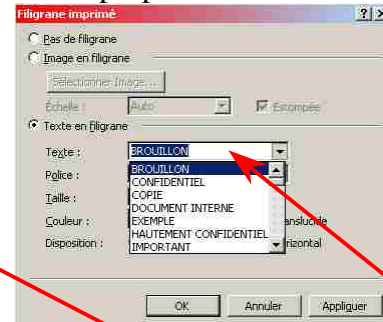 Filigrane imprimé
Pas de filigrane
Image en filigrane
Sélectionner Image...
Échelle : Auto Estompée
Texte en filigrane
Texte : BROUILLON
Police : BROUILLON
CONFIDENTIEL
Taille : COPIE
DOCUMENT INTERNE
Couleur : EXEMPLE anslucide
HAUTEMENT CONFIDENTIEL
Disposition : IMPORTANT rizontal
OK Annuler Appliquer